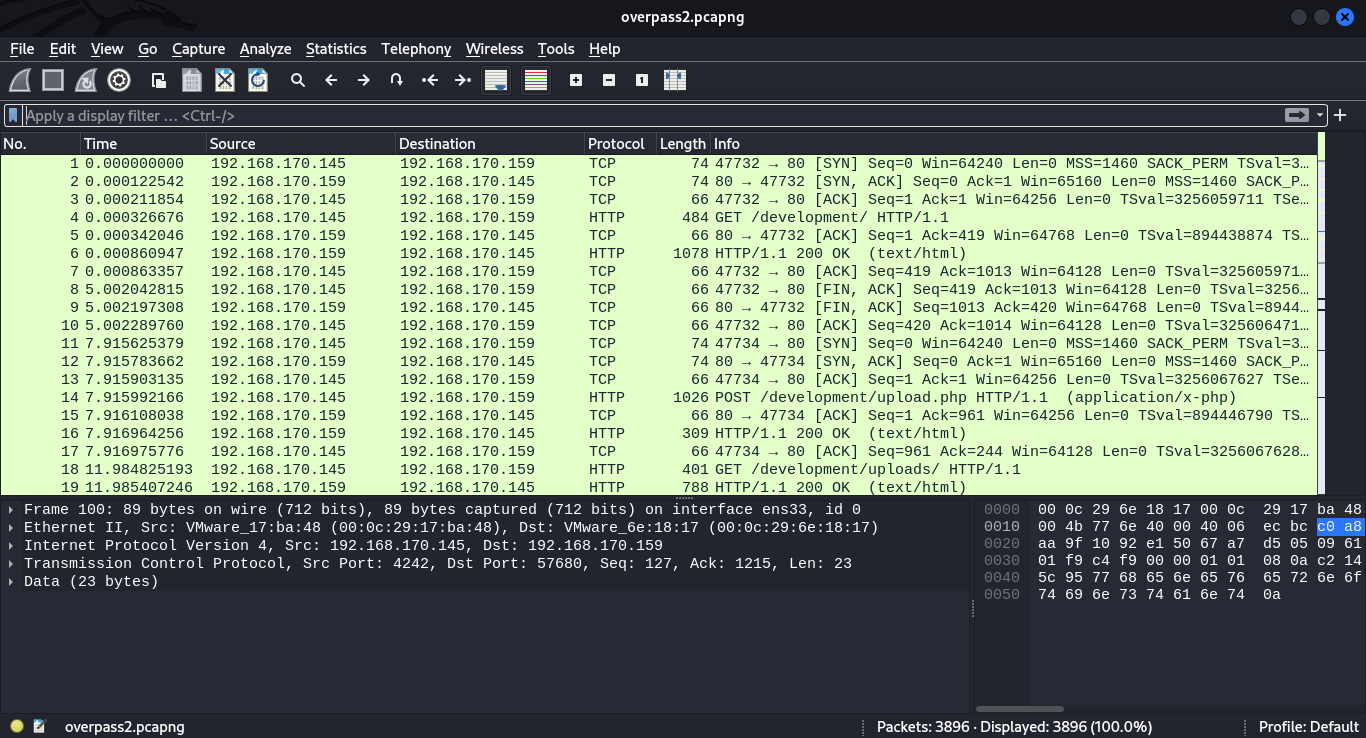 overpass2.pcapng
File Edit View Go Capture Analyze Statistics Telephony Wireless Tools Help
Apply a display filter … <Ctrl-/>
No. Time Source Destination Protocol Length Info
1 0.000000000 192.168.170.145 192.168.170.159 TCP 74 47732 → 80 [SYN] Seq=0 Win=64240 Len=0 MSS=1460 SACK_PERM TSval=3…
2 0.000122542 192.168.170.159 192.168.170.145 TCP 74 80 → 47732 [SYN, ACK] Seq=0 Ack=1 Win=65160 Len=0 MSS=1460 SACK_P…
3 0.000211854 192.168.170.145 192.168.170.159 TCP 66 47732 → 80 [ACK] Seq=1 Ack=1 Win=64256 Len=0 TSval=3256059711 TSe…
4 0.000326676 192.168.170.145 192.168.170.159 HTTP 484 GET /development/ HTTP/1.1
5 0.000342046 192.168.170.159 192.168.170.145 TCP 66 80 → 47732 [ACK] Seq=1 Ack=419 Win=64768 Len=0 TSval=894438874 TS…
6 0.000860947 192.168.170.159 192.168.170.145 HTTP 1078 HTTP/1.1 200 OK (text/html)
7 0.000863357 192.168.170.145 192.168.170.159 TCP 66 47732 → 80 [ACK] Seq=419 Ack=1013 Win=64128 Len=0 TSval=325605971…
8 5.002042815 192.168.170.145 192.168.170.159 TCP 66 47732 → 80 [FIN, ACK] Seq=419 Ack=1013 Win=64128 Len=0 TSval=3256…
9 5.002197308 192.168.170.159 192.168.170.145 TCP 66 80 → 47732 [FIN, ACK] Seq=1013 Ack=420 Win=64768 Len=0 TSval=8944…
10 5.002289760 192.168.170.145 192.168.170.159 TCP 66 47732 → 80 [ACK] Seq=420 Ack=1014 Win=64128 Len=0 TSval=325606471…
11 7.915625379 192.168.170.145 192.168.170.159 TCP 74 47734 → 80 [SYN] Seq=0 Win=64240 Len=0 MSS=1460 SACK_PERM TSval=3…
12 7.915783662 192.168.170.159 192.168.170.145 TCP 74 80 → 47734 [SYN, ACK] Seq=0 Ack=1 Win=65160 Len=0 MSS=1460 SACK_P…
13 7.915903135 192.168.170.145 192.168.170.159 TCP 66 47734 → 80 [ACK] Seq=1 Ack=1 Win=64256 Len=0 TSval=3256067627 TSe…
14 7.915992166 192.168.170.145 192.168.170.159 HTTP 1026 POST /development/upload.php HTTP/1.1 (application/x-php)
15 7.916108038 192.168.170.159 192.168.170.145 TCP 66 80 → 47734 [ACK] Seq=1 Ack=961 Win=64256 Len=0 TSval=894446790 TS…
16 7.916964256 192.168.170.159 192.168.170.145 HTTP 309 HTTP/1.1 200 OK (text/html)
17 7.916975776 192.168.170.145 192.168.170.159 TCP 66 47734 → 80 [ACK] Seq=961 Ack=244 Win=64128 Len=0 TSval=3256067628…
18 11.984825193 192.168.170.145 192.168.170.159 HTTP 401 GET /development/uploads/ HTTP/1.1
19 11.985407246 192.168.170.159 192.168.170.145 HTTP 788 HTTP/1.1 200 OK (text/html)
Frame 100: 89 bytes on wire (712 bits), 89 bytes captured (712 bits) on interface ens33, id 0
Ethernet II, Src: VMware_17:ba:48 (00:0c:29:17:ba:48), Dst: VMware_6e:18:17 (00:0c:29:6e:18:17)
Internet Protocol Version 4, Src: 192.168.170.145, Dst: 192.168.170.159
Transmission Control Protocol, Src Port: 4242, Dst Port: 57680, Seq: 127, Ack: 1215, Len: 23
Data (23 bytes)
0000 00 0c 29 6e 18 17 00 0c 29 17 ba 48
0010 00 4b 77 6e 40 00 40 06 ec bc c0 a8
0020 aa 9f 10 92 e1 50 67 a7 d5 05 09 61
0030 01 f9 c4 f9 00 00 01 01 08 0a c2 14
0040 5c 95 77 68 65 6e 65 76 65 72 6e 6f
0050 74 69 6e 73 74 61 6e 74 0a
overpass2.pcapng Packets: 3896 · Displayed: 3896 (100.0%) Profile: Default